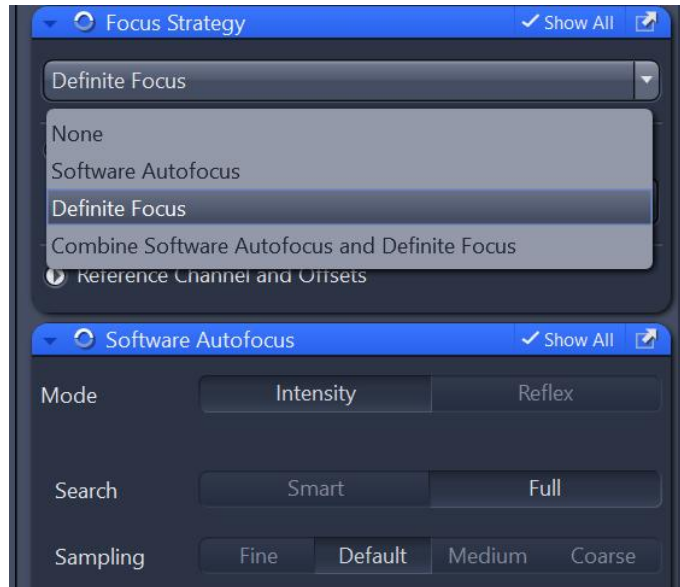 Focus Strategy ✓ Show All
Definite Focus
None
Software Autofocus
Definite Focus
Combine Software Autofocus and Definite Focus
Reference Channel and Offsets
Software Autofocus ✓ Show All
Mode Intensity Reflex
Search Smart Full
Sampling Fine Default Medium Coarse